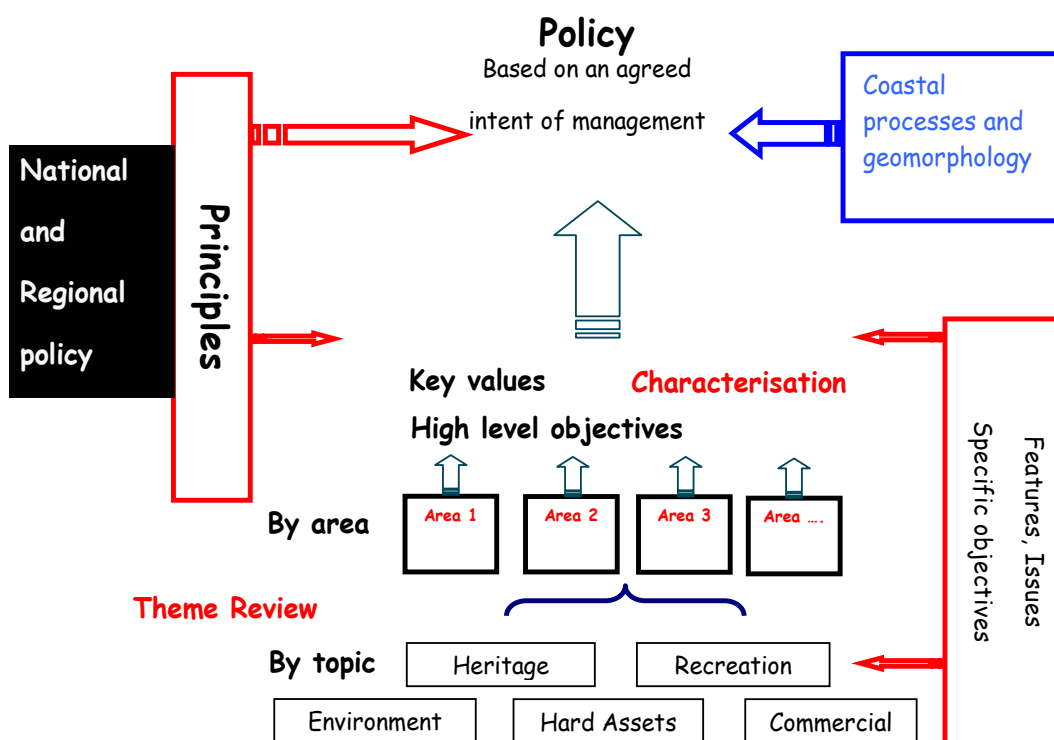 Policy
Based on an agreed
intent of management
Coastal
processes and
geomorphology
National
and
Regional
policy
Principles
Key values
Characterisation
High level objectives
By area
Area 1
Area 2
Area 3
Area ….
Features, Issues
Specific objectives
Theme Review
By topic
Heritage
Recreation
Environment
Hard Assets
Commercial